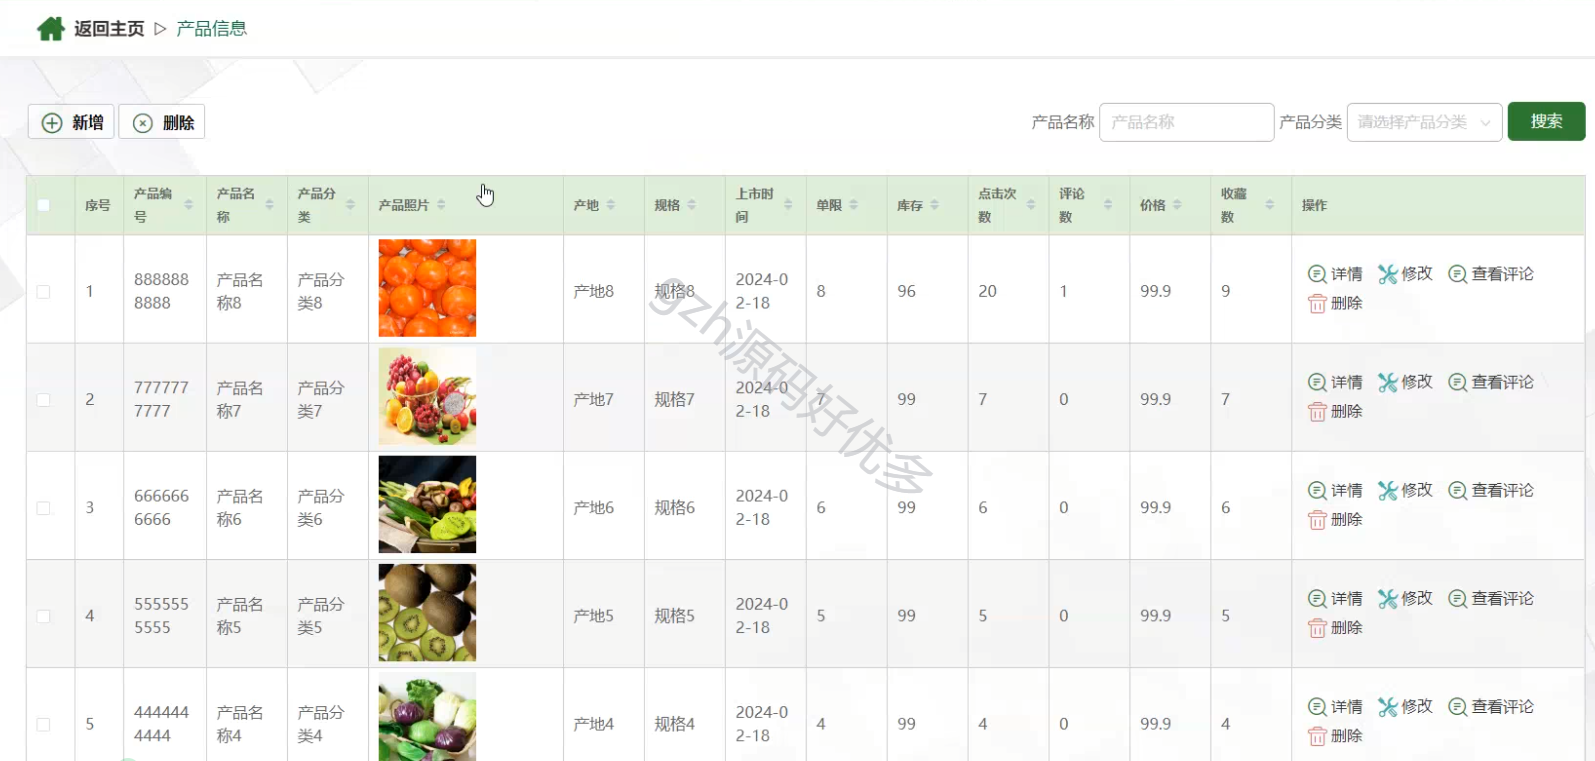 返回主页 ▷ 产品信息
新增 删除 产品名称 产品名称 产品分类 请选择产品分类 搜索
序号 产品编号 产品名称 产品分类 产品照片 产地 规格 上市时间 单限 库存 点击次数 评论数 价格 收藏数 操作
1 8888888888 产品名称8 产品分类8 产地8 规格8 2024-02-18 8 96 20 1 99.9 9 详情 修改 查看评论
删除
2 7777777777 产品名称7 产品分类7 产地7 规格7 2024-02-18 7 99 7 0 99.9 7 详情 修改 查看评论
删除
3 6666666666 产品名称6 产品分类6 产地6 规格6 2024-02-18 6 99 6 0 99.9 6 详情 修改 查看评论
删除
4 5555555555 产品名称5 产品分类5 产地5 规格5 2024-02-18 5 99 5 0 99.9 5 详情 修改 查看评论
删除
5 4444444444 产品名称4 产品分类4 产地4 规格4 2024-02-18 4 99 4 0 99.9 4 详情 修改 查看评论
删除
gzh源码好优多